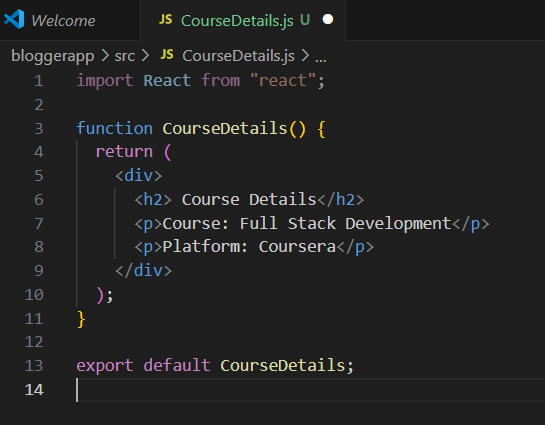 Welcome JS CourseDetails.js U
bloggerapp > src > JS CourseDetails.js > ...
1 import React from "react";
2
3 function CourseDetails() {
4 return (
5 <div>
6 <h2> Course Details</h2>
7 <p>Course: Full Stack Development</p>
8 <p>Platform: Coursera</p>
9 </div>
10 );
11 }
12
13 export default CourseDetails;
14